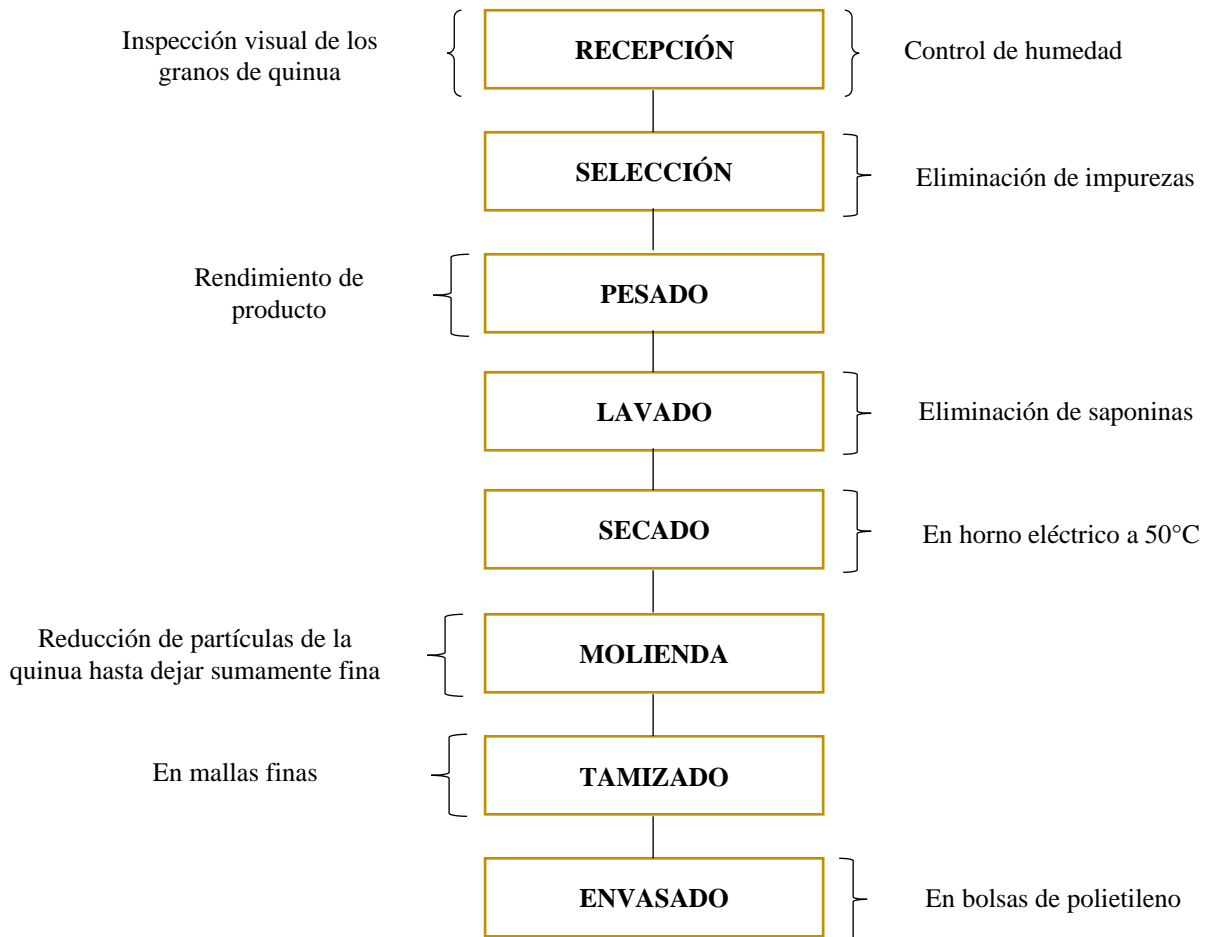 Inspección visual de los
granos de quinua
RECEPCIÓN
Control de humedad
SELECCIÓN
Eliminación de impurezas
Rendimiento de
producto
PESADO
LAVADO
Eliminación de saponinas
SECADO
En horno eléctrico a 50°C
Reducción de partículas de la
quinua hasta dejar sumamente fina
MOLIENDA
En mallas finas
TAMIZADO
ENVASADO
En bolsas de polietileno